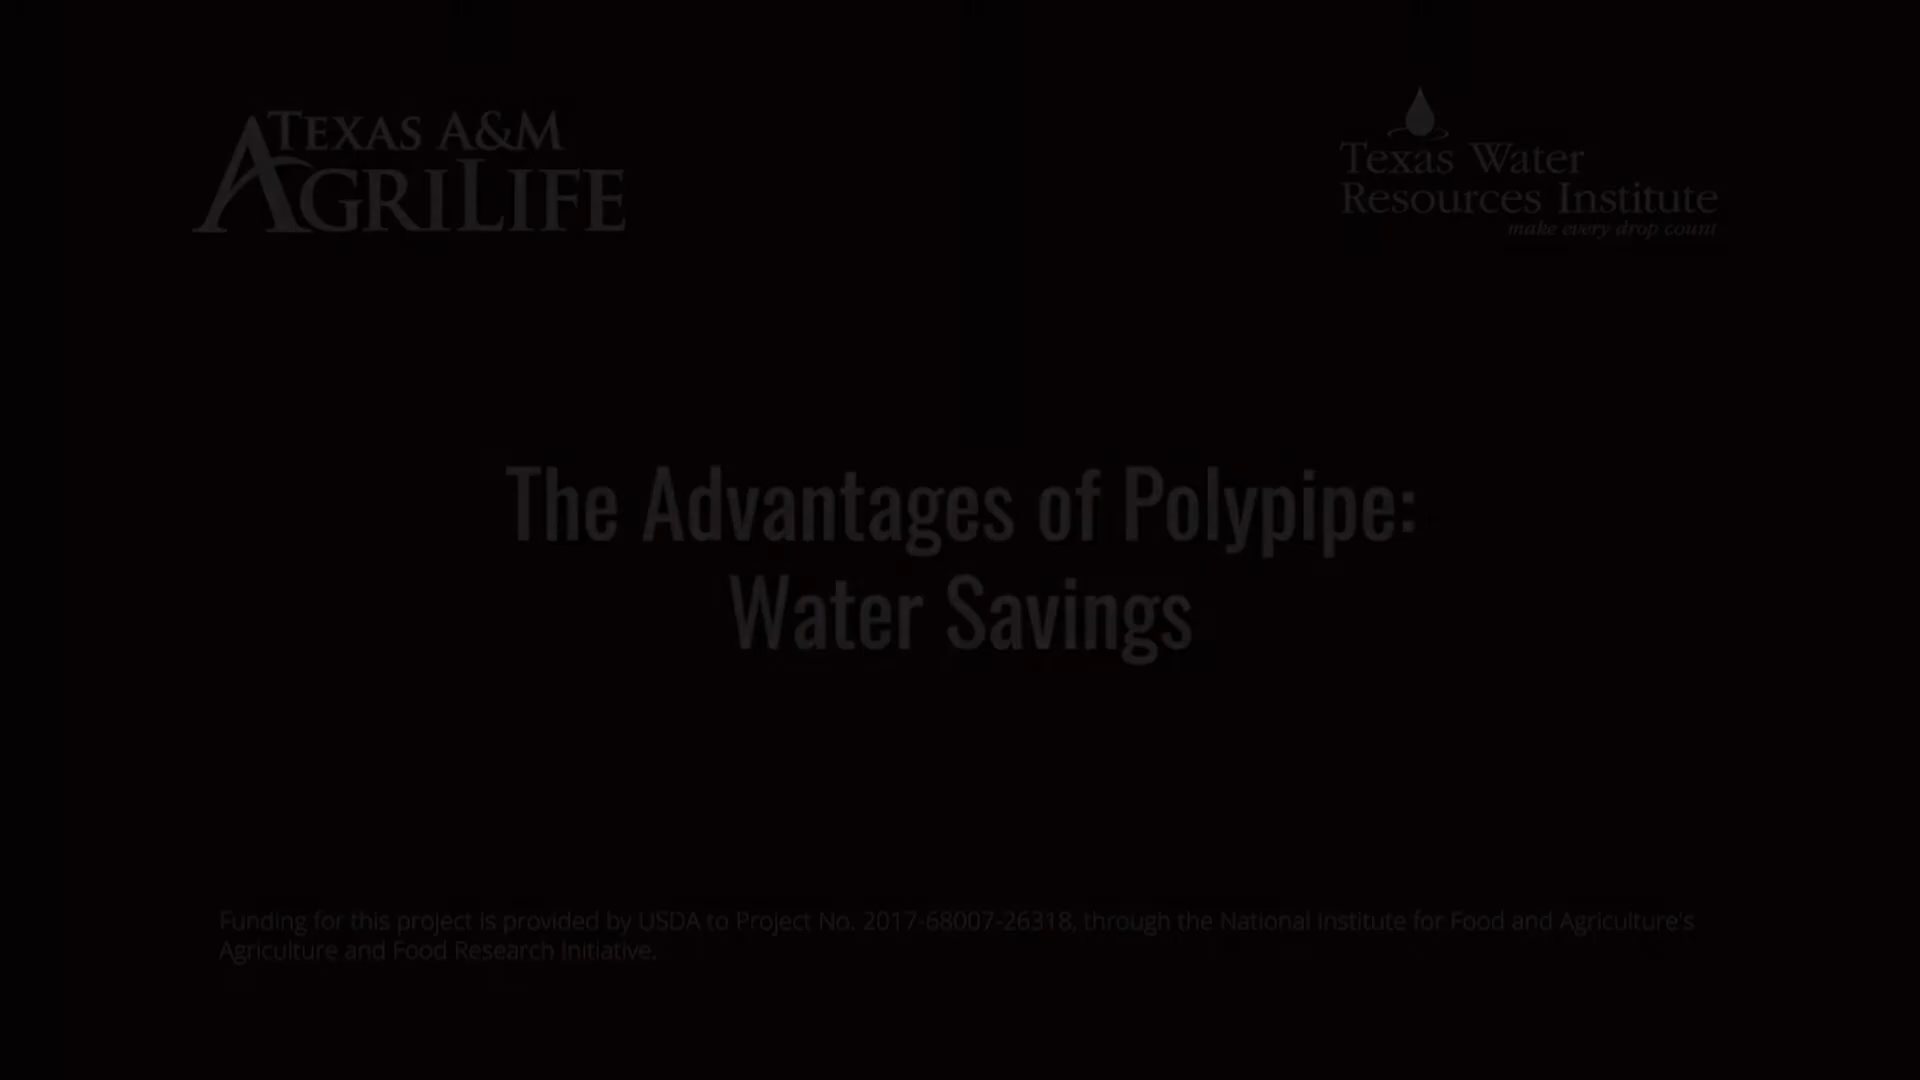 TEXAS A&M
AGRILIFE
Texas Water
Resources Institute
make every drop count
The Advantages of Polypipe:
Water Savings
Funding for this project is provided by USDA to Project No. 2017-68007-26318, through the National Institute for Food and Agriculture's
Agriculture and Food Research Initiative.